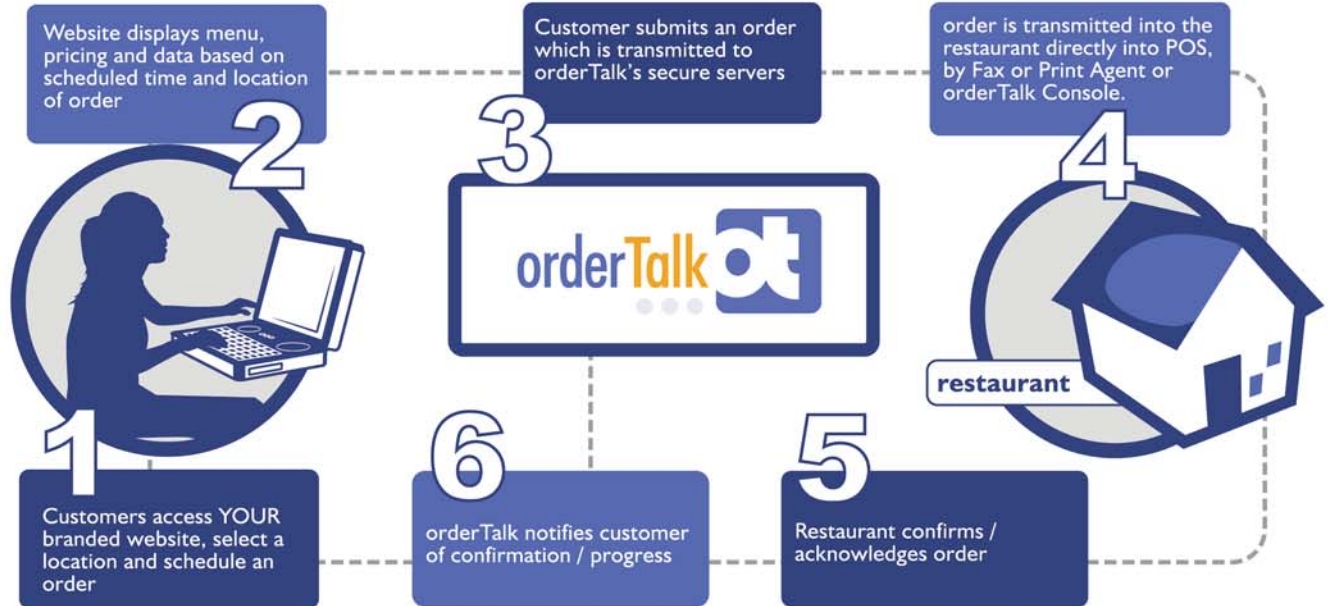 1
Customers access YOUR
branded website, select a
location and schedule an
order
2
Website displays menu,
pricing and data based on
scheduled time and location
of order
3
Customer submits an order
which is transmitted to
orderTalk's secure servers
orderTalk ot
4
order is transmitted into the
restaurant directly into POS,
by Fax or Print Agent or
orderTalk Console.
restaurant
5
Restaurant confirms /
acknowledges order
6
orderTalk notifies customer
of confirmation / progress